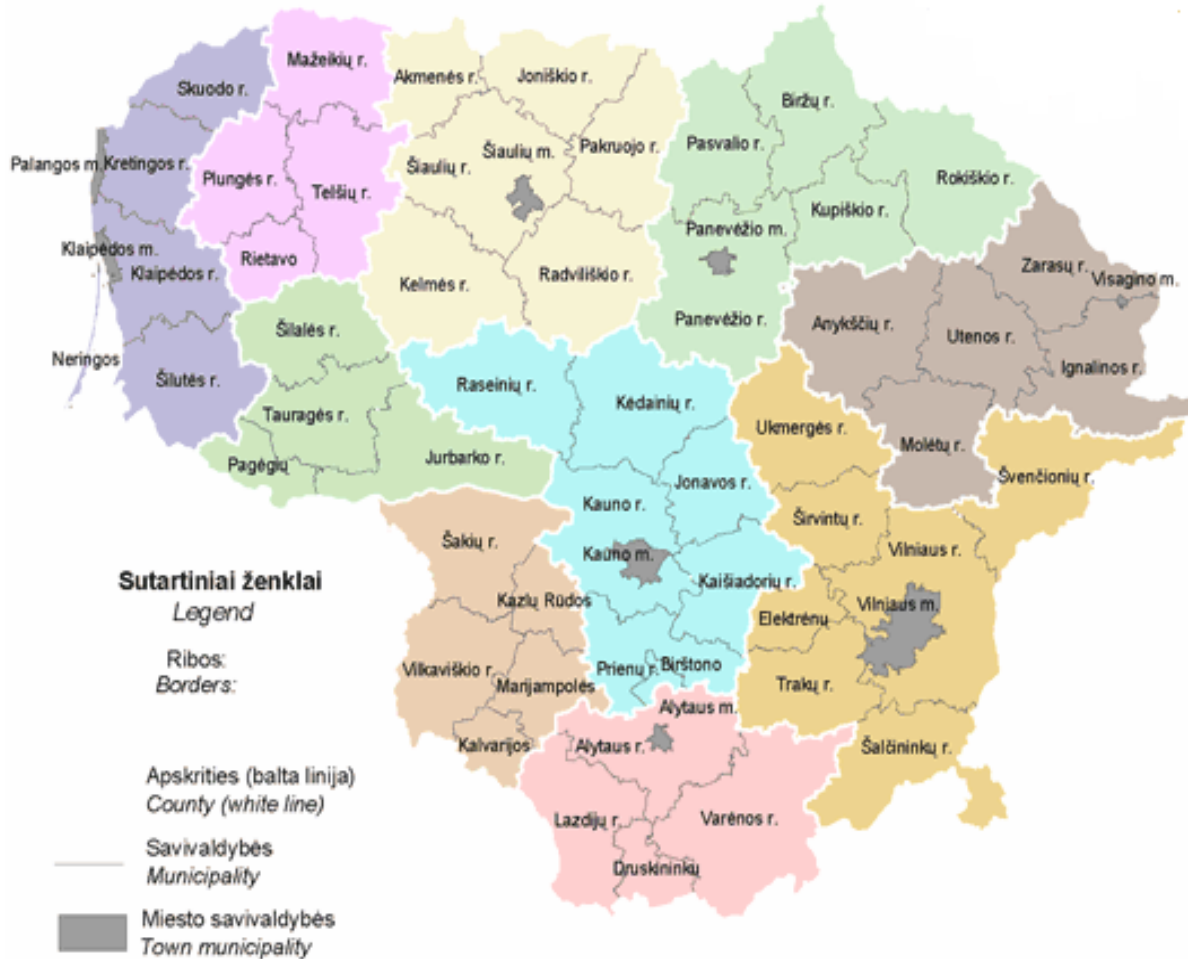 Mažeikių r.
Akmenės r.
Joniškio r.
Skuodo r.
Biržų r.
Pasvalio r.
Pakruojo r.
Šiaulių m.
Šiaulių r.
Palangos m.
Kretingos r.
Plungės r.
Telšių r.
Rokiškio r.
Kupiškio r.
Panevėžio m.
Klaipėdos m.
Klaipėdos r.
Rietavo
Kelmės r.
Radviliškio r.
Zarasų r.
Visagino m.
Šilalės r.
Panevėžio r.
Anykščių r.
Utenos r.
Ignalinos r.
Neringos
Šilutės r.
Raseinių r.
Kėdainių r.
Tauragės r.
Ukmergės r.
Molėtų r.
Pagėgių
Jurbarko r.
Švenčionių r.
Jonavos r.
Kauno r.
Širvintų r.
Šakių r.
Kauno m.
Vilniaus r.
Kaišiadorių r.
Kazlų Rūdos
Vilniaus m.
Elektrėnų
Vilkaviškio r.
Prienų r.
Birštono
Marijampolės
Trakų r.
Alytaus m.
Kalvarijos
Alytaus r.
Šalčininkų r.
Lazdijų r.
Varėnos r.
Druskininkų
Sutartiniai ženklai
Legend
Ribos:
Borders:
Apskrities (balta linija)
County (white line)
Savivaldybės
Municipality
Miesto savivaldybės
Town municipality